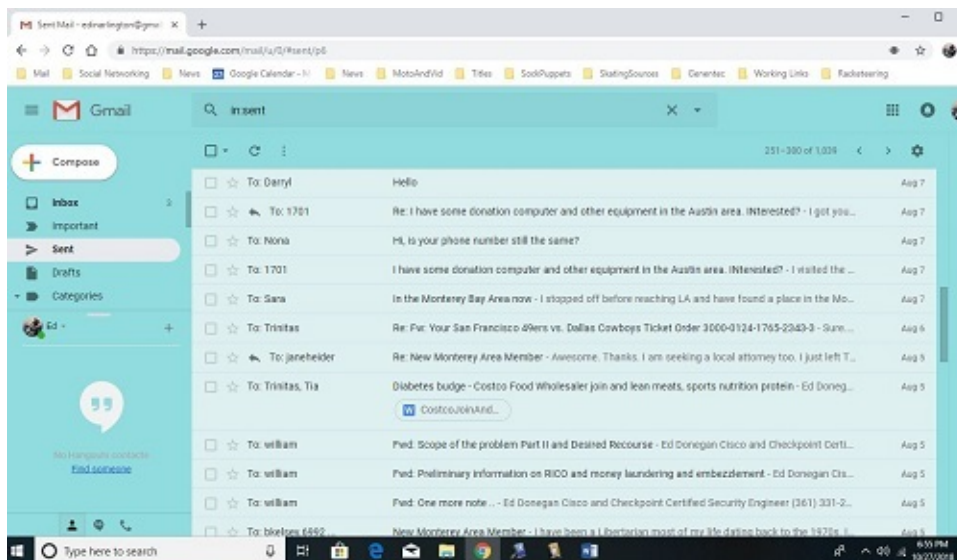 Sent Mail - edinarlington@gmai
https://mail.google.com/mail/u/0/#sent/p6
Mail Social Networking News Google Calendar - News MotoAndVid Titles SockPuppets SkatingSources Genentec Working Links Racketeering
Gmail
in:sent
Compose
251–300 of 1,039
Inbox 3
Important
Sent
Drafts
Categories
Ed
No Hangouts contacts
Find someone
To: Darryl Hello Aug 7
To: 1701 Re: I have some donation computer and other equipment in the Austin area. INterested? - I got you... Aug 7
To: Nona Hi, is your phone number still the same? Aug 7
To: 1701 I have some donation computer and other equipment in the Austin area. INterested? - I visited the ... Aug 7
To: Sara In the Monterey Bay Area now - I stopped off before reaching LA and have found a place in the Mo... Aug 7
To: Trinitas Re: Fw: Your San Francisco 49ers vs. Dallas Cowboys Ticket Order 3000-0124-1765-2343-3 - Sure.... Aug 6
To: janeheider Re: New Monterey Area Member - Awesome. Thanks. I am seeking a local attorney too. I just left T... Aug 5
To: Trinitas, Tia Diabetes budge - Costco Food Wholesaler join and lean meats, sports nutrition protein - Ed Doneg... Aug 5
CostcoJoinAnd...
To: william Fwd: Scope of the problem Part II and Desired Recourse - Ed Donegan Cisco and Checkpoint Certi... Aug 5
To: william Fwd: Preliminary information on RICO and money laundering and embezzlement - Ed Donegan Cis... Aug 5
To: william Fwd: One more note ... - Ed Donegan Cisco and Checkpoint Certified Security Engineer (361) 331-2... Aug 5
To: bkelses 6992 New Monterey Area Member - I have been a Libertarian most of my life dating back to the 1970s. I Aug 5
Type here to search
6:55 PM
10/27/2018